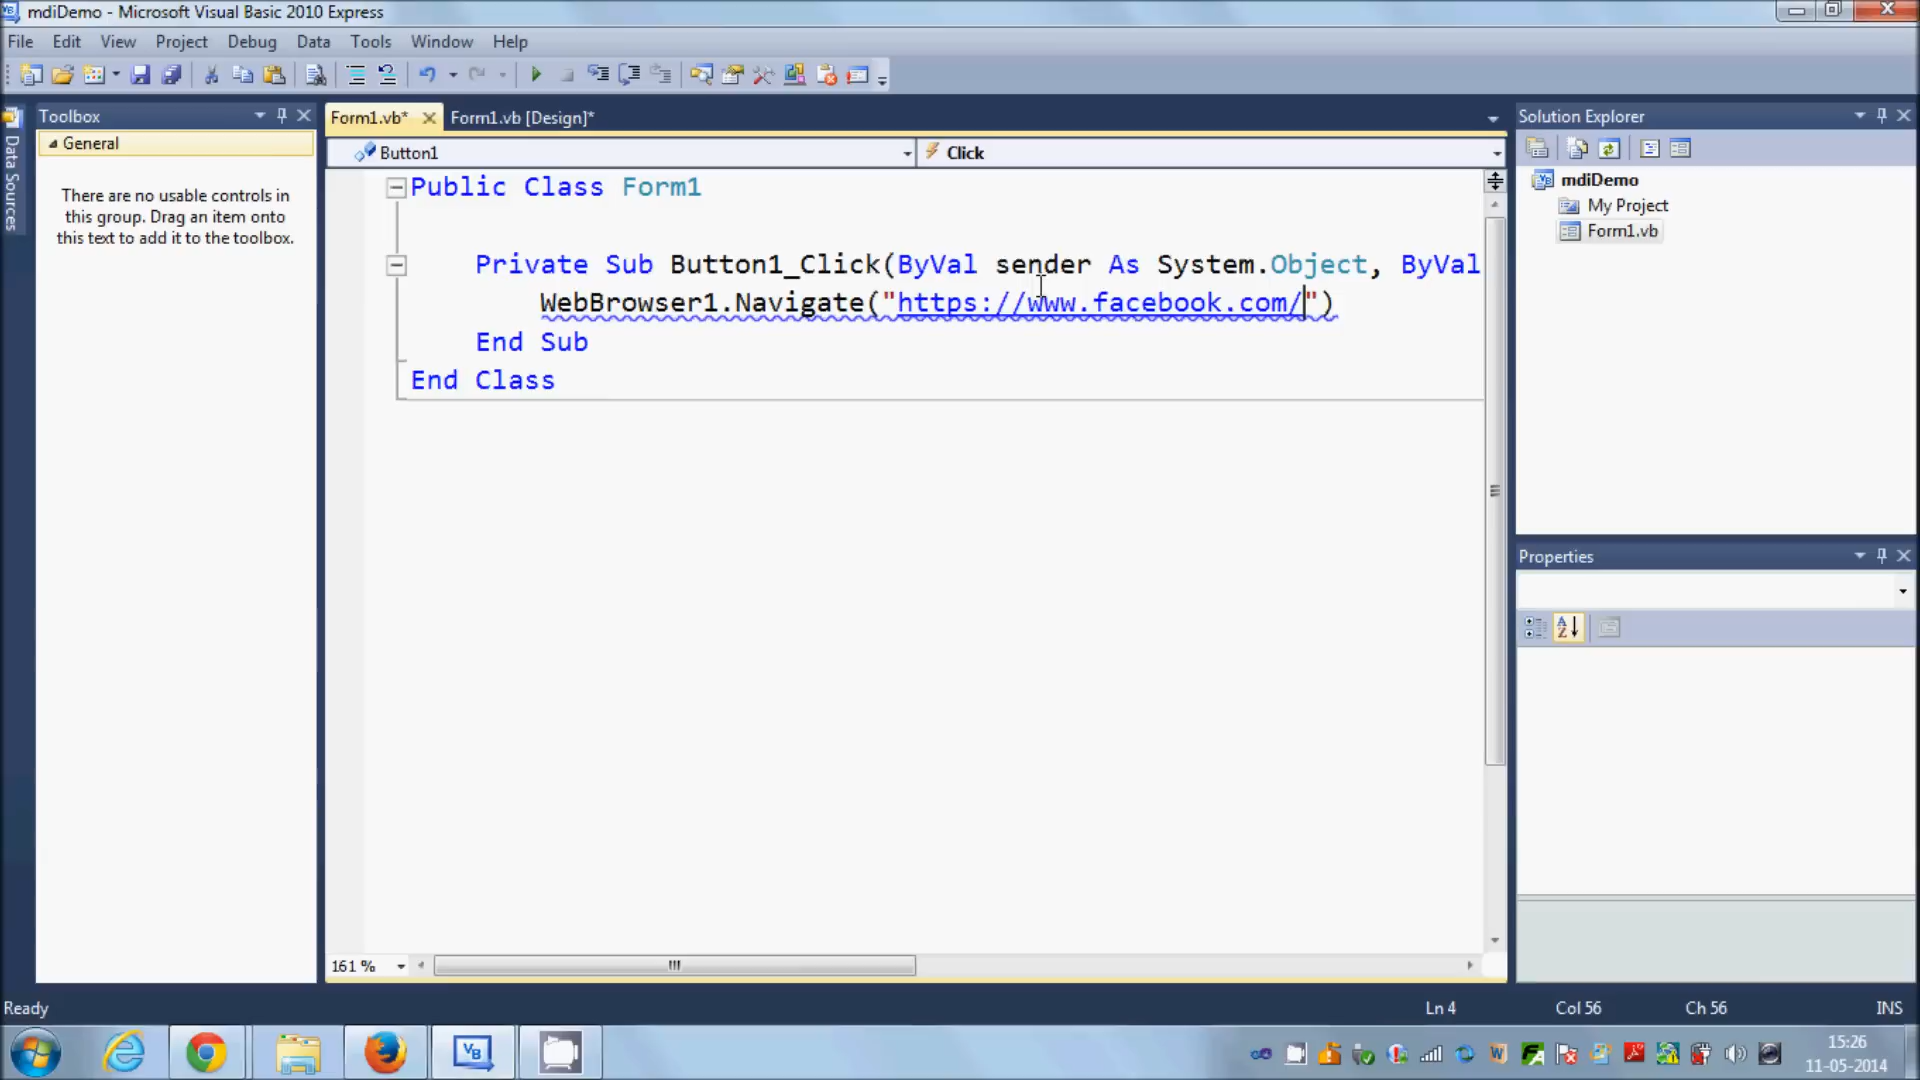 mdiDemo - Microsoft Visual Basic 2010 Express
File Edit View Project Debug Data Tools Window Help
Data Sources
Toolbox
General
There are no usable controls in
this group. Drag an item onto
this text to add it to the toolbox.
Form1.vb*
Form1.vb [Design]*
Button1
Click
Public Class Form1
Private Sub Button1_Click(ByVal sender As System.Object, ByVal
WebBrowser1.Navigate("https://www.facebook.com/")
End Sub
End Class
161 %
Solution Explorer
mdiDemo
My Project
Form1.vb
Properties
Ready
Ln 4
Col 56
Ch 56
INS
15:26
11-05-2014